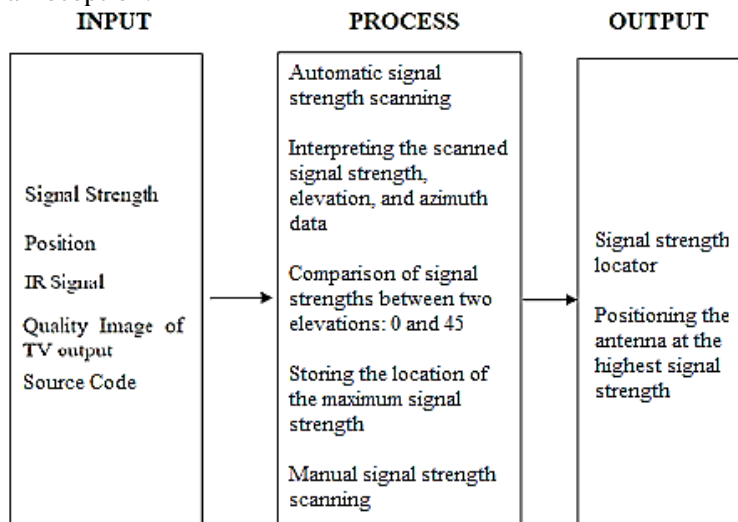 INPUT
PROCESS
OUTPUT
Signal Strength
Position
IR Signal
Quality Image of
TV output
Source Code
Automatic signal
strength scanning
Interpreting the scanned
signal strength,
elevation, and azimuth
data
Comparison of signal
strengths between two
elevations: 0 and 45
Storing the location of
the maximum signal
strength
Manual signal strength
scanning
Signal strength
locator
Positioning the
antenna at the
highest signal
strength